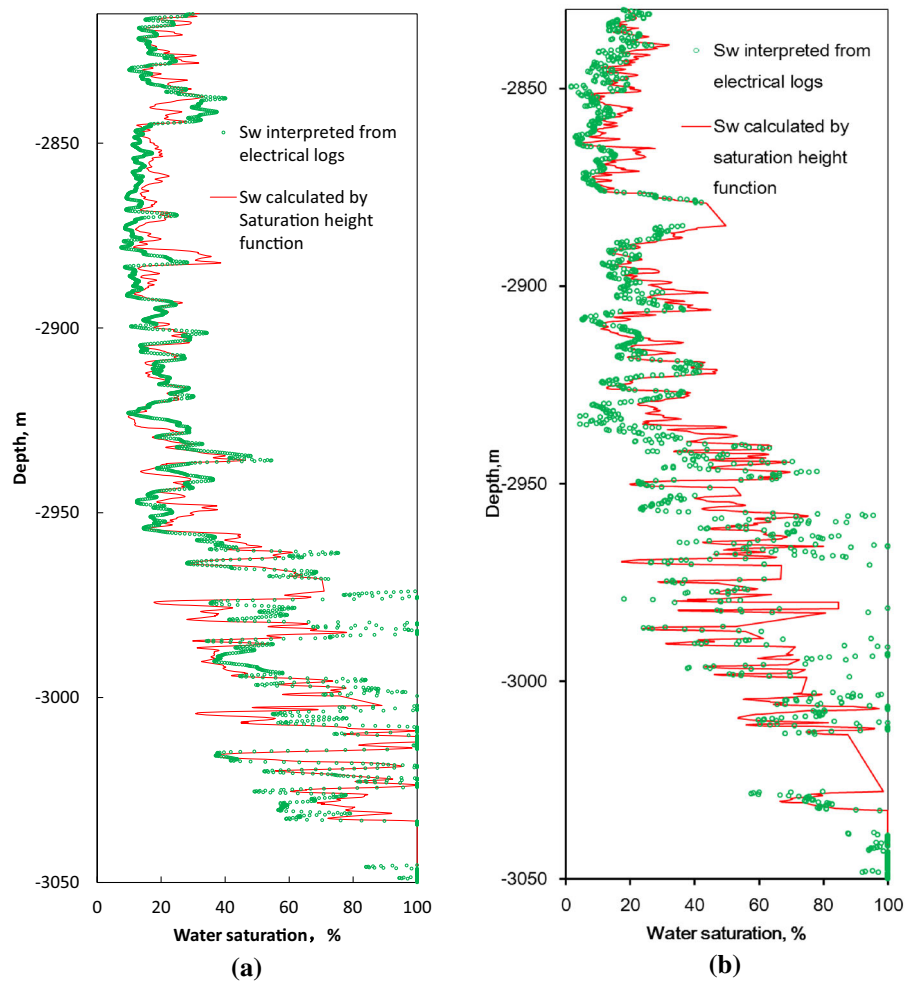 Sw interpreted from
electrical logs
Sw calculated by
Saturation height
function
-2850
-2900
-2950
-3000
-3050
Depth, m
0 20 40 60 80 100
Water saturation, %
(a)
Sw interpreted from
electrical logs
Sw calculated by
saturation height
function
-2850
-2900
-2950
-3000
-3050
Depth,m
0 20 40 60 80 100
Water saturation, %
(b)